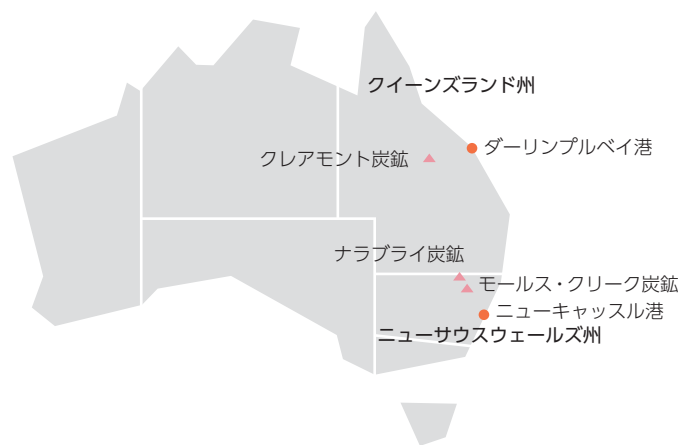 クイーンズランド州
ダーリンプルベイ港
クレアモント炭鉱
ナラブライ炭鉱
モールス・クリーク炭鉱
ニューキャッスル港
ニューサウスウェールズ州